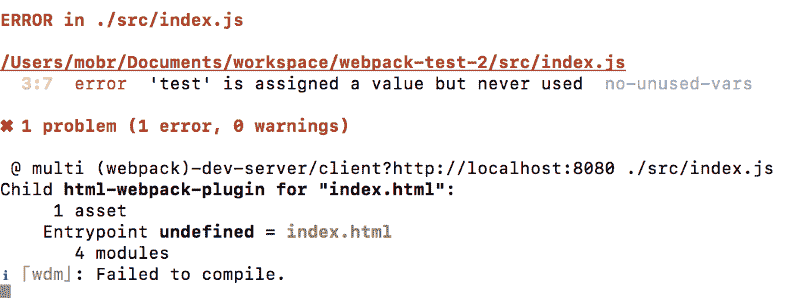 ERROR in ./src/index.js
/Users/mobr/Documents/workspace/webpack-test-2/src/index.js
3:7  error  'test' is assigned a value but never used  no-unused-vars
✖ 1 problem (1 error, 0 warnings)
@ multi (webpack)-dev-server/client?http://localhost:8080 ./src/index.js
Child html-webpack-plugin for "index.html":
1 asset
Entrypoint undefined = index.html
4 modules
ℹ ｢wdm｣: Failed to compile.